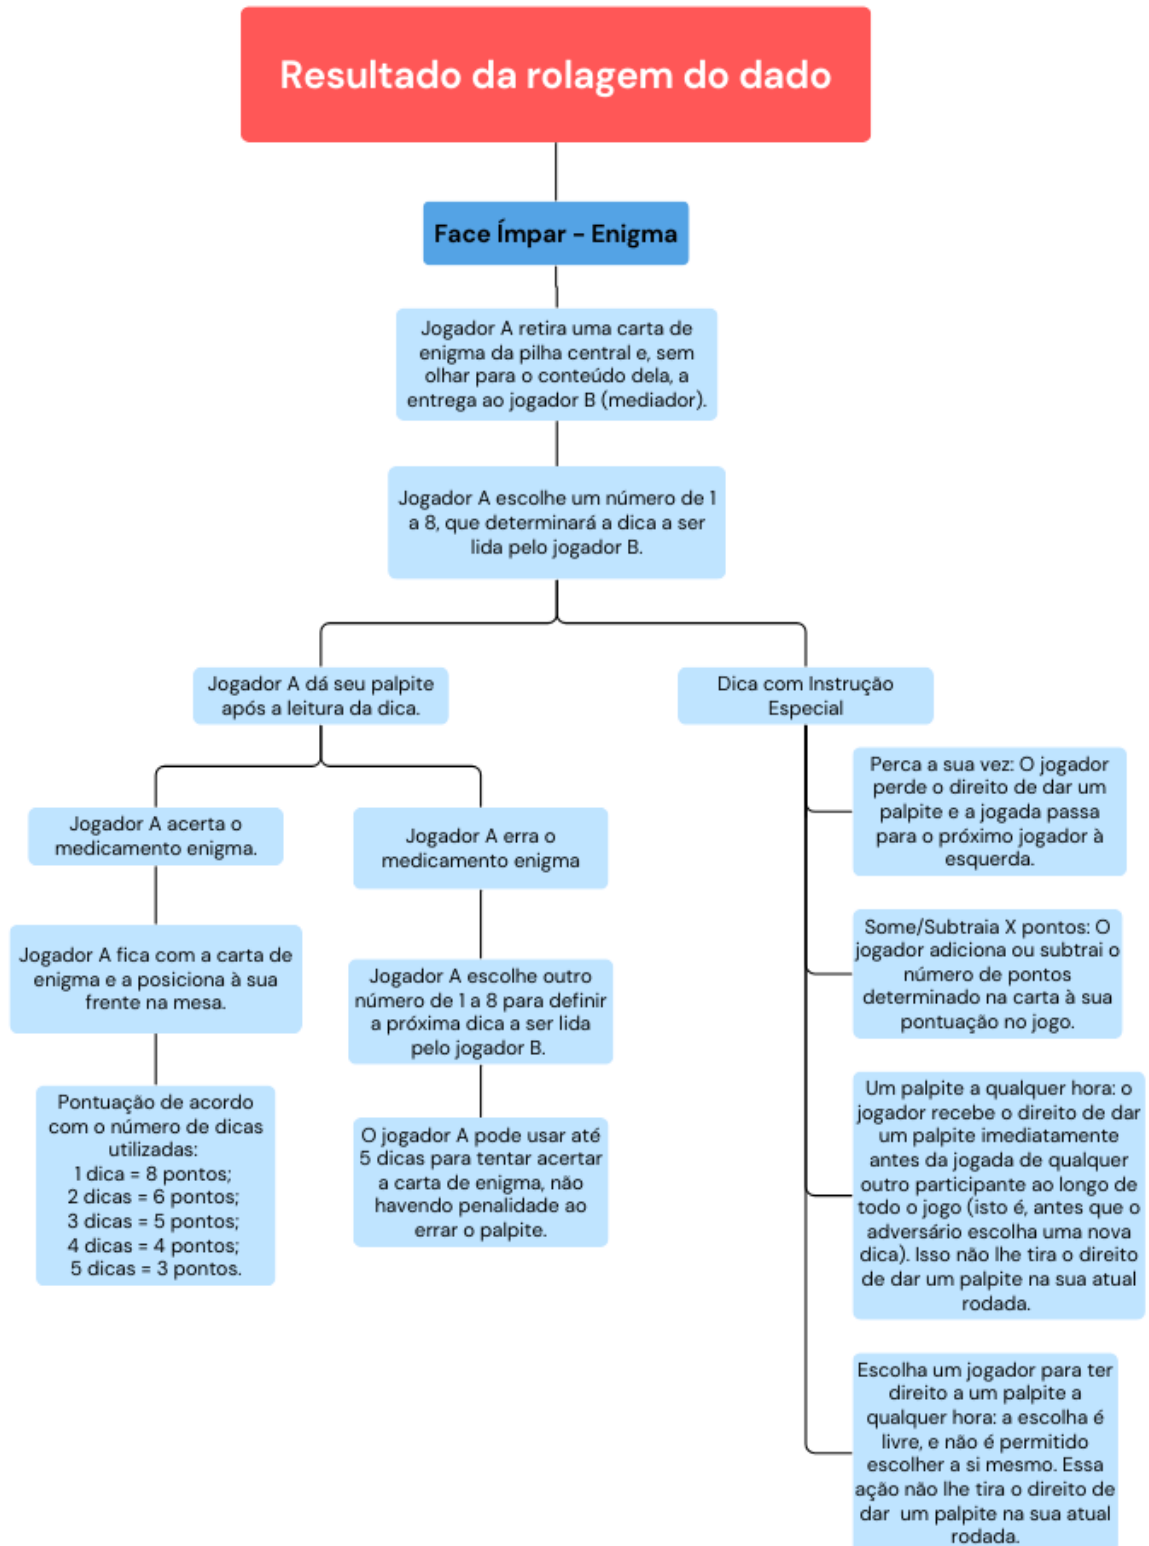 Resultado da rolagem do dado
Face Ímpar - Enigma
Jogador A retira uma carta de
enigma da pilha central e, sem
olhar para o conteúdo dela, a
entrega ao jogador B (mediador).
Jogador A escolhe um número de 1
a 8, que determinará a dica a ser
lida pelo jogador B.
Jogador A dá seu palpite
após a leitura da dica.
Jogador A acerta o
medicamento enigma.
Jogador A fica com a carta de
enigma e a posiciona à sua
frente na mesa.
Pontuação de acordo
com o número de dicas
utilizadas:
1 dica = 8 pontos;
2 dicas = 6 pontos;
3 dicas = 5 pontos;
4 dicas = 4 pontos;
5 dicas = 3 pontos.
Jogador A erra o
medicamento enigma
Jogador A escolhe outro
número de 1 a 8 para definir
a próxima dica a ser lida
pelo jogador B.
O jogador A pode usar até
5 dicas para tentar acertar
a carta de enigma, não
havendo penalidade ao
errar o palpite.
Dica com Instrução
Especial
Perca a sua vez: O jogador
perde o direito de dar um
palpite e a jogada passa
para o próximo jogador à
esquerda.
Some/Subtraia X pontos: O
jogador adiciona ou subtrai o
número de pontos
determinado na carta à sua
pontuação no jogo.
Um palpite a qualquer hora: o
jogador recebe o direito de dar
um palpite imediatamente
antes da jogada de qualquer
outro participante ao longo de
todo o jogo (isto é, antes que o
adversário escolha uma nova
dica). Isso não lhe tira o direito
de dar um palpite na sua atual
rodada.
Escolha um jogador para ter
direito a um palpite a
qualquer hora: a escolha é
livre, e não é permitido
escolher a si mesmo. Essa
ação não lhe tira o direito de
dar um palpite na sua atual
rodada.